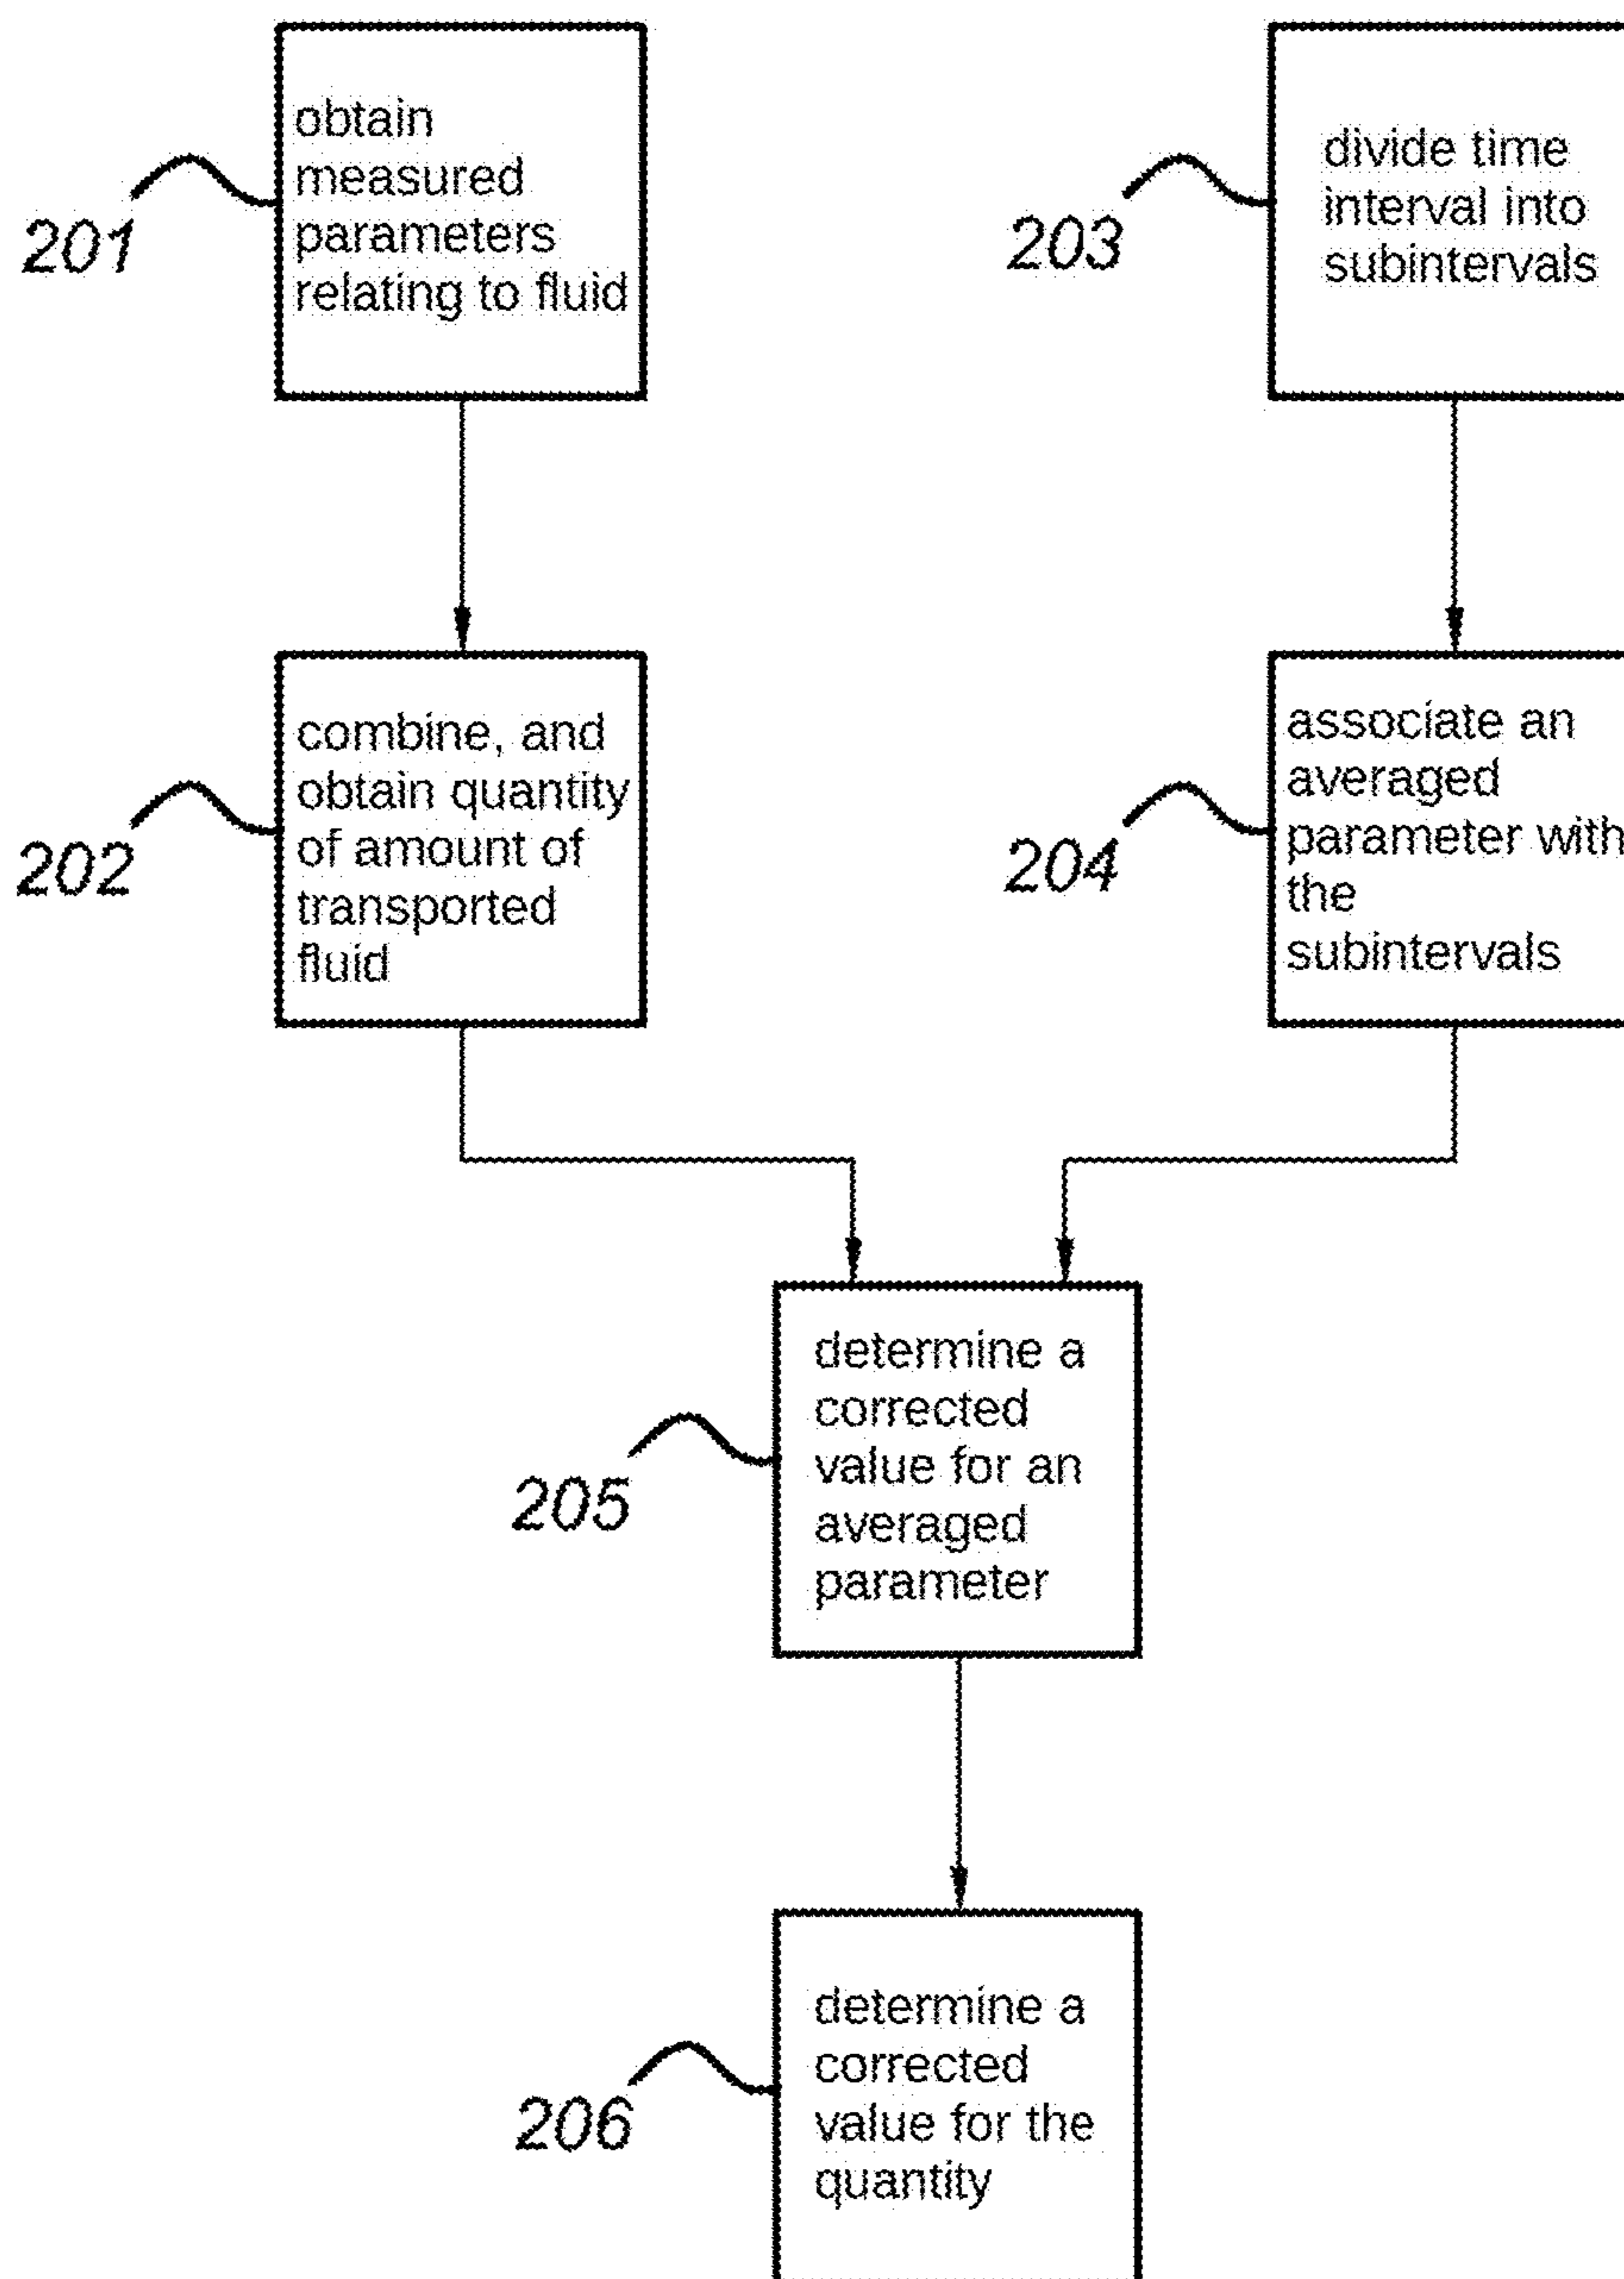 201
obtain
measured
parameters
relating to fluid
203
divide time
interval into
subintervals
202
combine, and
obtain quantity
of amount of
transported
fluid
204
associate an
averaged
parameter with
the
subintervals
205
determine a
corrected
value for an
averaged
parameter
206
determine a
corrected
value for the
quantity